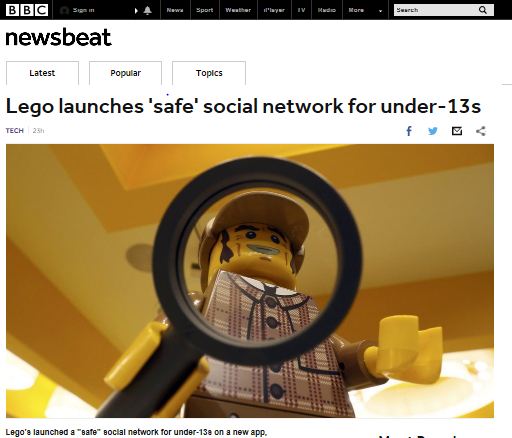 BBC Sign in News Sport Weather iPlayer TV Radio More Search
newsbeat
Latest Popular Topics
Lego launches 'safe' social network for under-13s
TECH 23h
Lego's launched a "safe" social network for under-13s on a new app,